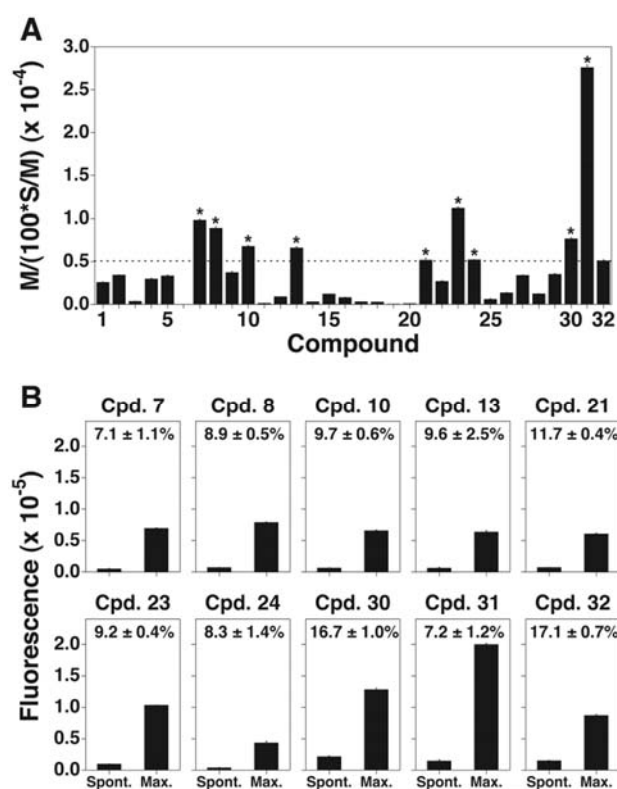 A
M/(100*S/M) (x 10⁻⁴)
3.0
2.5
2.0
1.5
1.0
0.5
0.0
* * * * * * * * *
1 5 10 15 20 25 30 32
Compound
B
Fluorescence (x 10⁻⁵)
Cpd. 7 Cpd. 8 Cpd. 10 Cpd. 13 Cpd. 21
7.1 ± 1.1% 8.9 ± 0.5% 9.7 ± 0.6% 9.6 ± 2.5% 11.7 ± 0.4%
2.0
1.5
1.0
0.5
0.0
Cpd. 23 Cpd. 24 Cpd. 30 Cpd. 31 Cpd. 32
9.2 ± 0.4% 8.3 ± 1.4% 16.7 ± 1.0% 7.2 ± 1.2% 17.1 ± 0.7%
2.0
1.5
1.0
0.5
0.0
Spont. Max. Spont. Max. Spont. Max. Spont. Max. Spont. Max.